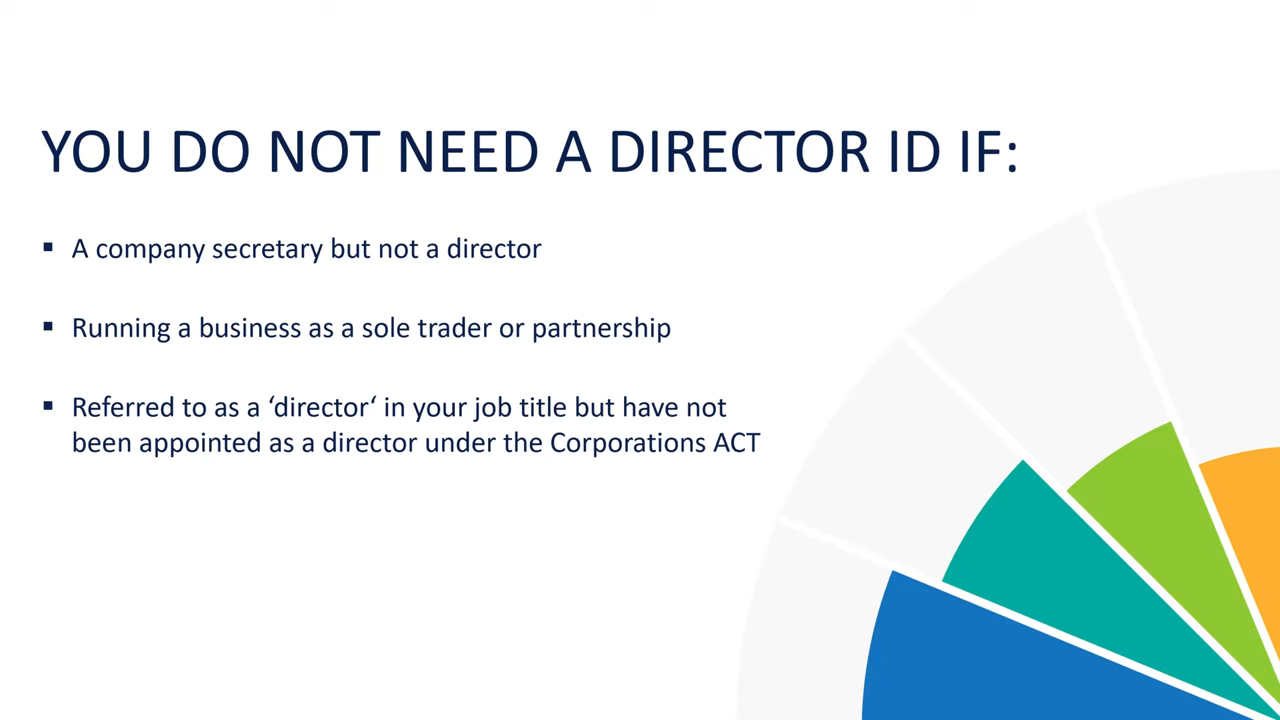 YOU DO NOT NEED A DIRECTOR ID IF:
▪ A company secretary but not a director
▪ Running a business as a sole trader or partnership
▪ Referred to as a ‘director‘ in your job title but have not
been appointed as a director under the Corporations ACT